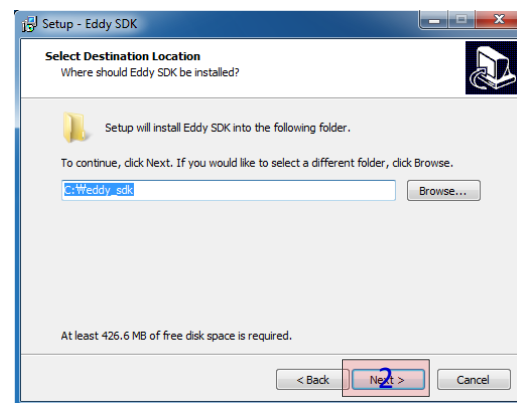 Setup - Eddy SDK
Select Destination Location
Where should Eddy SDK be installed?
Setup will install Eddy SDK into the following folder.
To continue, click Next. If you would like to select a different folder, click Browse.
C:₩eddy_sdk
Browse...
At least 426.6 MB of free disk space is required.
< Back
Next >
2
Cancel